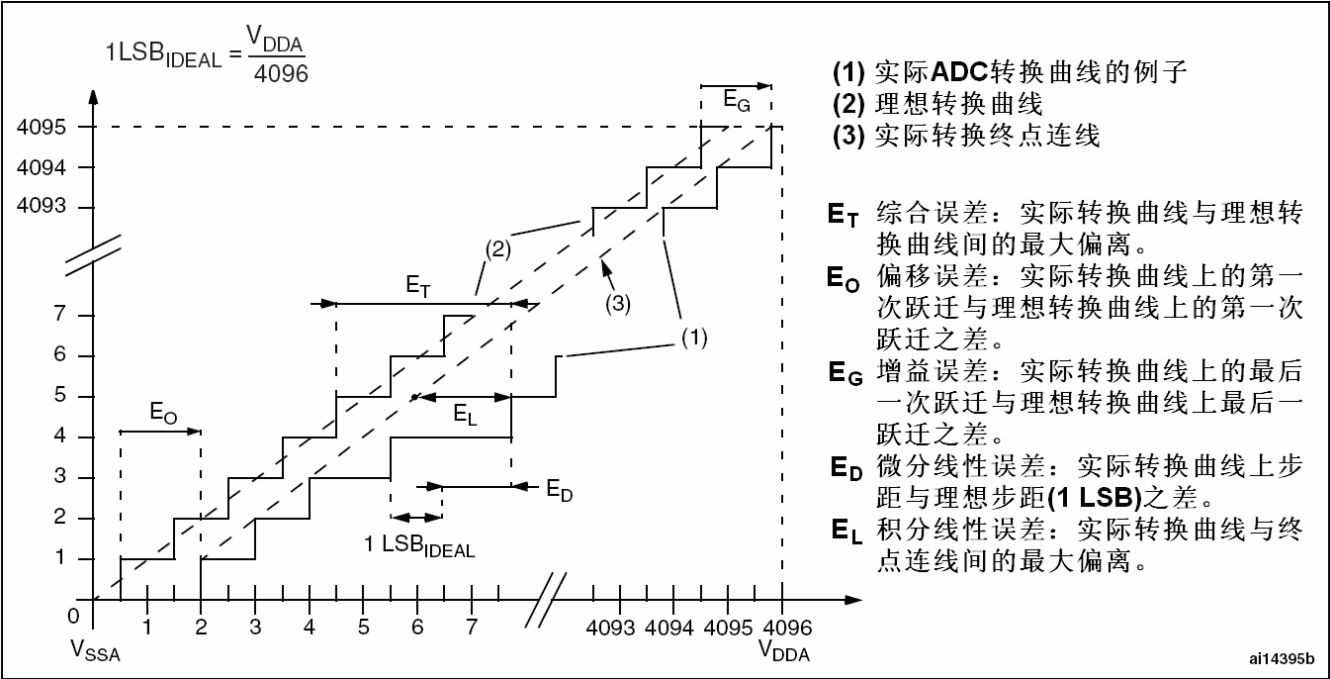 1LSB_IDEAL = V_DDA / 4096
E_G
4095
4094
4093
(2)
(3)
E_T
7
(1)
6
5
E_L
E_O
4
3
E_D
2
1 LSB_IDEAL
1
0
1 2 3 4 5 6 7 4093 4094 4095 4096
V_SSA
V_DDA
(1) 实际ADC转换曲线的例子
(2) 理想转换曲线
(3) 实际转换终点连线
E_T 综合误差：实际转换曲线与理想转
换曲线间的最大偏离。
E_O 偏移误差：实际转换曲线上的第一
次跃迁与理想转换曲线上的第一次
跃迁之差。
E_G 增益误差：实际转换曲线上的最后
一次跃迁与理想转换曲线上最后一
跃迁之差。
E_D 微分线性误差：实际转换曲线上步
距与理想步距(1 LSB)之差。
E_L 积分线性误差：实际转换曲线与终
点连线间的最大偏离。
ai14395b